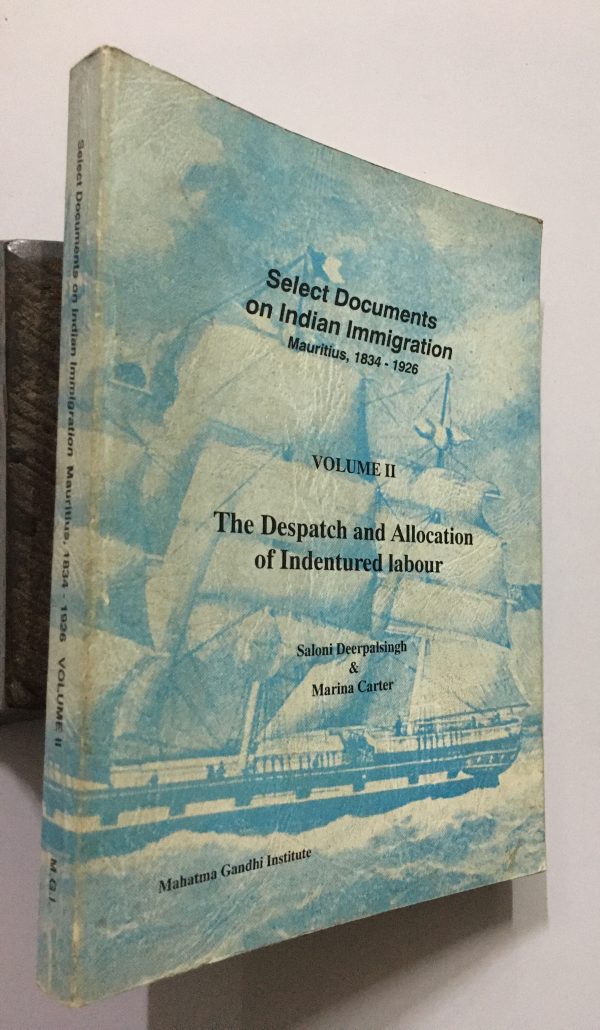 Select Documents
on Indian Immigration
Mauritius, 1834 - 1926
VOLUME II
The Despatch and Allocation
of Indentured labour
Saloni Deerpalsingh
&
Marina Carter
Mahatma Gandhi Institute
Select Documents on Indian Immigration Mauritius, 1834 - 1926 VOLUME II
M.G.I.